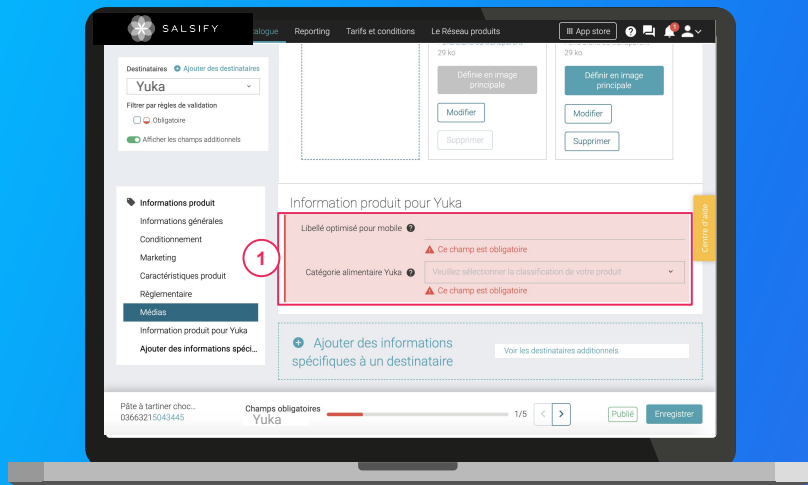 SALSIFY
alogue
Reporting
Tarifs et conditions
Le Réseau produits
App store
Destinataires
Ajouter des destinataires
Yuka
Filtrer par règles de validation
Obligatoire
Afficher les champs additionnels
29 ko
29 ko
Définie en image
principale
Définir en image
principale
Modifier
Modifier
Supprimer
Supprimer
Informations produit
Informations générales
Conditionnement
Marketing
Caractéristiques produit
Règlementaire
Médias
Information produit pour Yuka
Ajouter des informations spéci...
Information produit pour Yuka
1
Libellé optimisé pour mobile
Ce champ est obligatoire
Catégorie alimentaire Yuka
Veuillez sélectionner la classification de votre produit
Ce champ est obligatoire
Centre d'aide
Ajouter des informations
spécifiques à un destinataire
Voir les destinataires additionnels
Pâte à tartiner choc...
03663215043445
Champs obligatoires
Yuka
1/5
Publié
Enregistrer